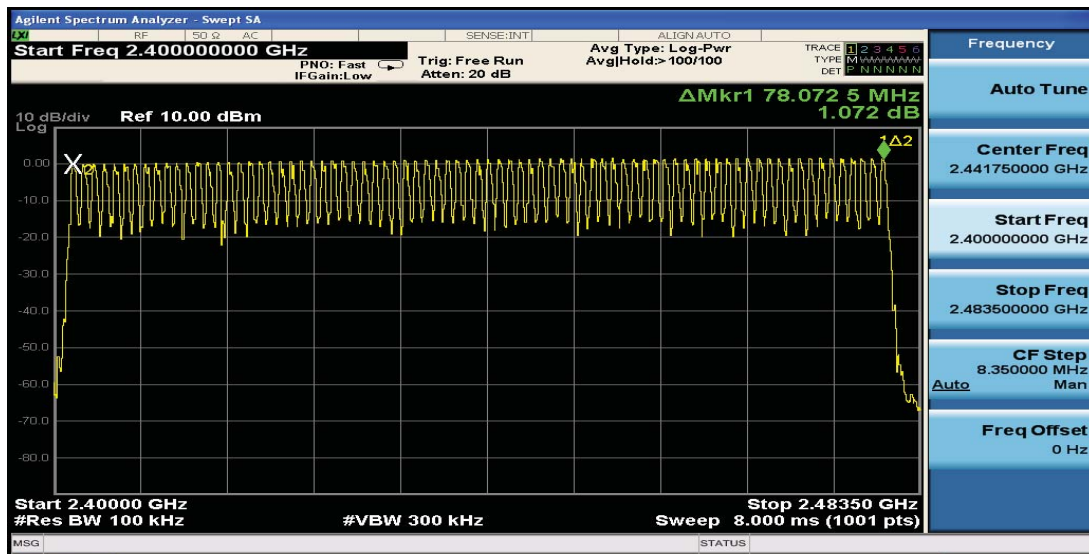 Agilent Spectrum Analyzer - Swept SA
LXI RF 50 Ω AC SENSE:INT ALIGN AUTO
Start Freq 2.400000000 GHz
PNO: Fast
IFGain:Low
Trig: Free Run
Atten: 20 dB
Avg Type: Log-Pwr
Avg|Hold:>100/100
TRACE 1 2 3 4 5 6
TYPE M
DET P N N N N N
ΔMkr1 78.072 5 MHz
1.072 dB
10 dB/div Ref 10.00 dBm
Log
1Δ2
X2
0.00
-10.0
-20.0
-30.0
-40.0
-50.0
-60.0
-70.0
-80.0
Start 2.40000 GHz
Stop 2.48350 GHz
#Res BW 100 kHz #VBW 300 kHz Sweep 8.000 ms (1001 pts)
MSG STATUS
Frequency
Auto Tune
Center Freq
2.441750000 GHz
Start Freq
2.400000000 GHz
Stop Freq
2.483500000 GHz
CF Step
8.350000 MHz
Auto Man
Freq Offset
0 Hz